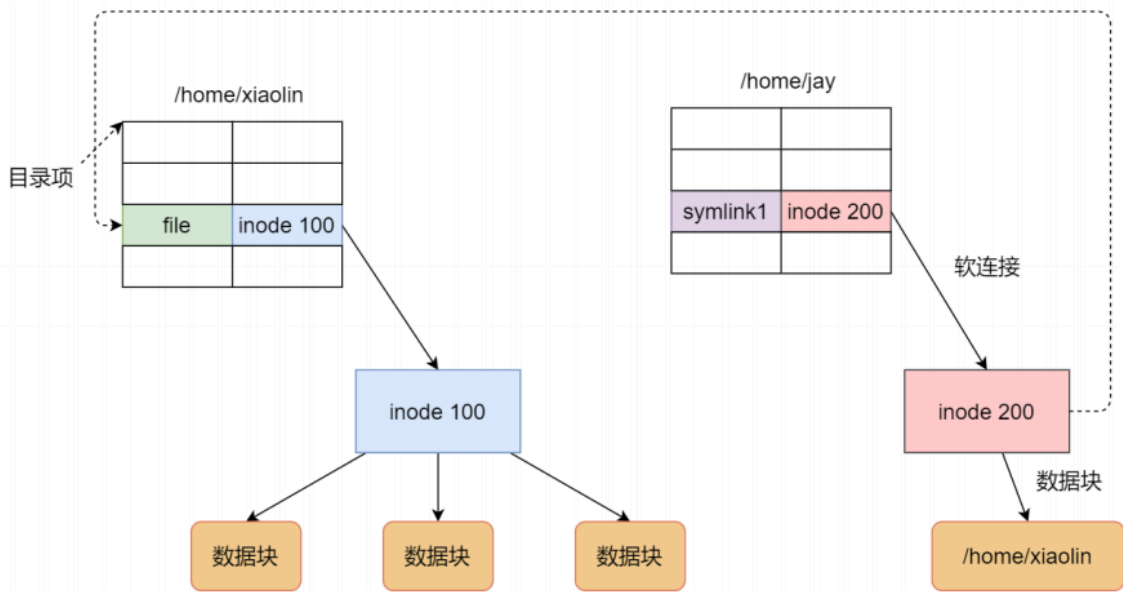 /home/xiaolin
/home/jay
目录项
file
inode 100
symlink1
inode 200
软连接
inode 100
inode 200
数据块
数据块
数据块
数据块
/home/xiaolin